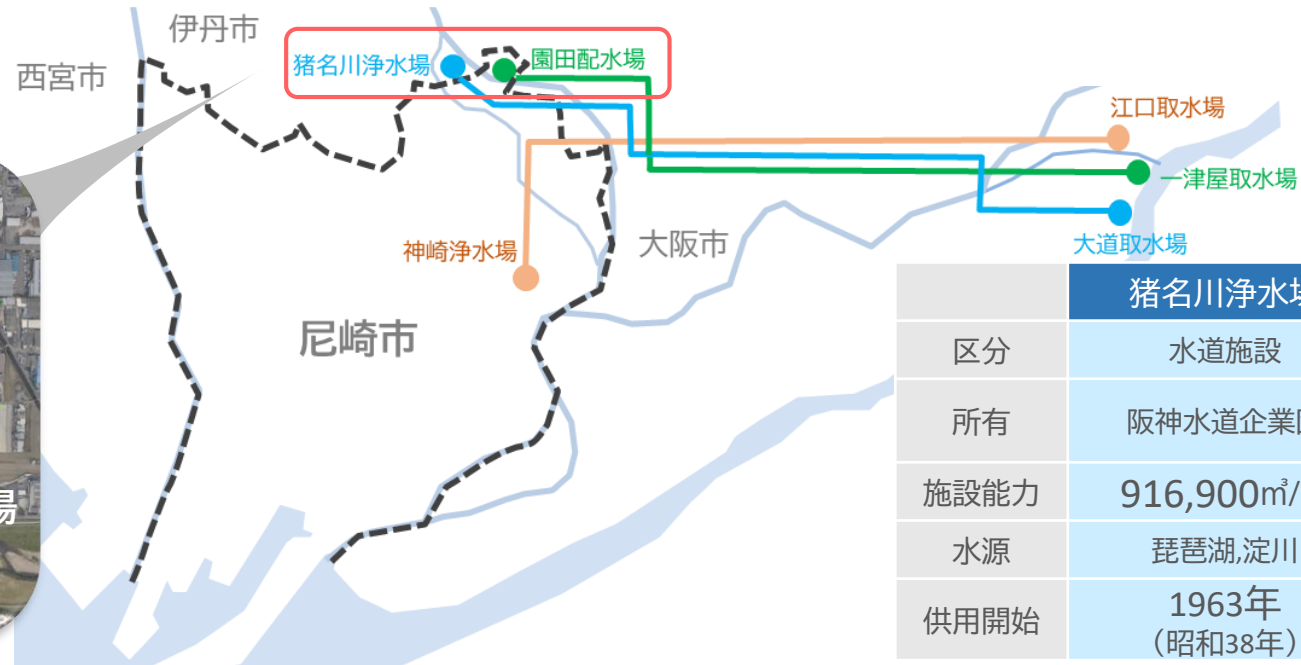 伊丹市
西宮市
猪名川浄水場
園田配水場
江口取水場
一津屋取水場
大道取水場
神崎浄水場
大阪市
尼崎市
場
猪名川浄水場
区分
水道施設
所有
阪神水道企業団
施設能力
916,900㎥/
水源
琵琶湖,淀川
供用開始
1963年
（昭和38年）